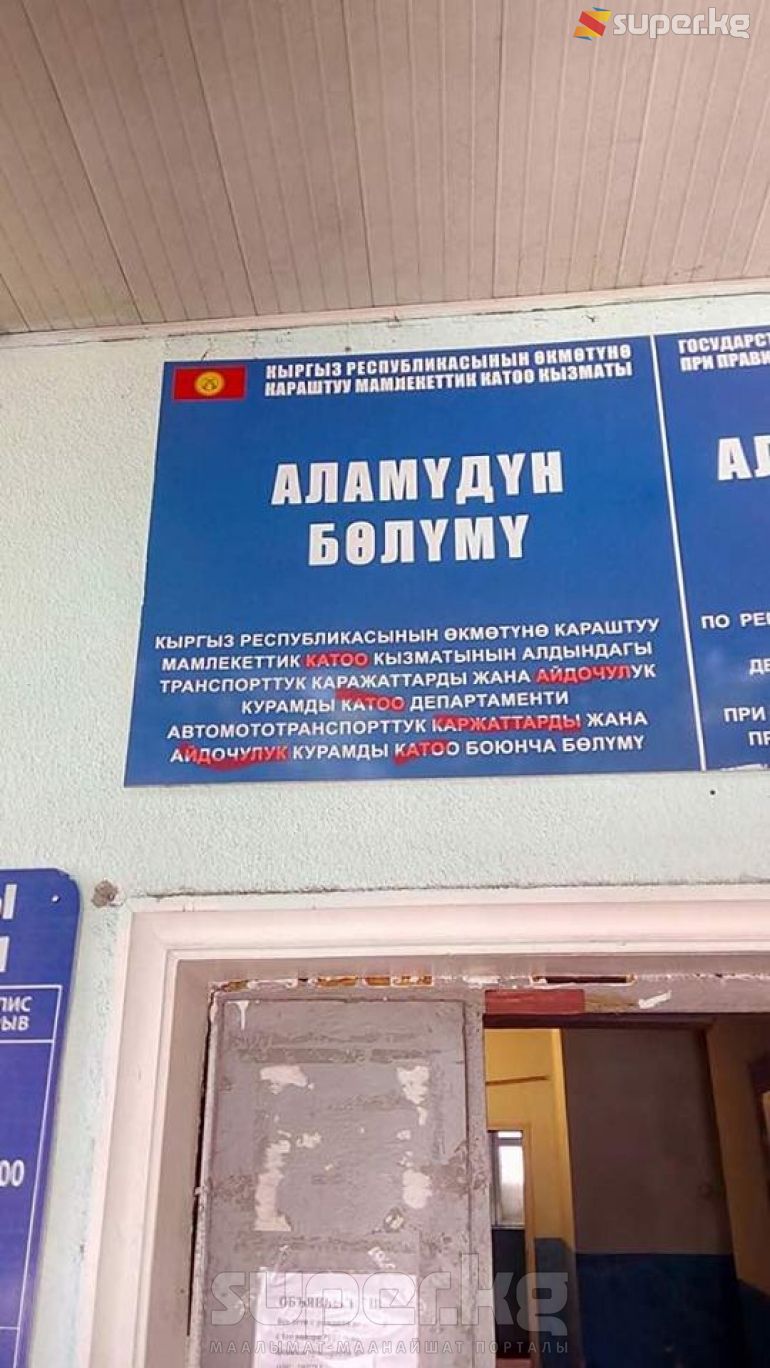 super.kg
КЫРГЫЗ РЕСПУБЛИКАСЫНЫН ӨКМӨТҮНӨ
КАРАШТУУ МАМЛЕКЕТТИК КАТОО КЫЗМАТЫ
АЛАМҮДҮН
БӨЛҮМҮ
КЫРГЫЗ РЕСПУБЛИКАСЫНЫН ӨКМӨТҮНӨ КАРАШТУУ
МАМЛЕКЕТТИК КАТОО КЫЗМАТЫНЫН АЛДЫНДАГЫ
ТРАНСПОРТТУК КАРАЖАТТАРДЫ ЖАНА АЙДОЧУЛУК
КУРАМДЫ КАТОО ДЕПАРТАМЕНТИ
АВТОМОТОТРАНСПОРТТУК КАРЖАТТАРДЫ ЖАНА
АЙДОЧУЛУК КУРАМДЫ КАТОО БОЮНЧА БӨЛҮМҮ
ГОСУДАРСТ
ПРИ ПРАВИ
АЛ
ПО РЕГ
ДЕ
ПРИ
ПР
Ы
И
ПИС
РЫВ
00
super.kg
МААЛЫМАТ-МААНАЙШАТ ПОРТАЛЫ